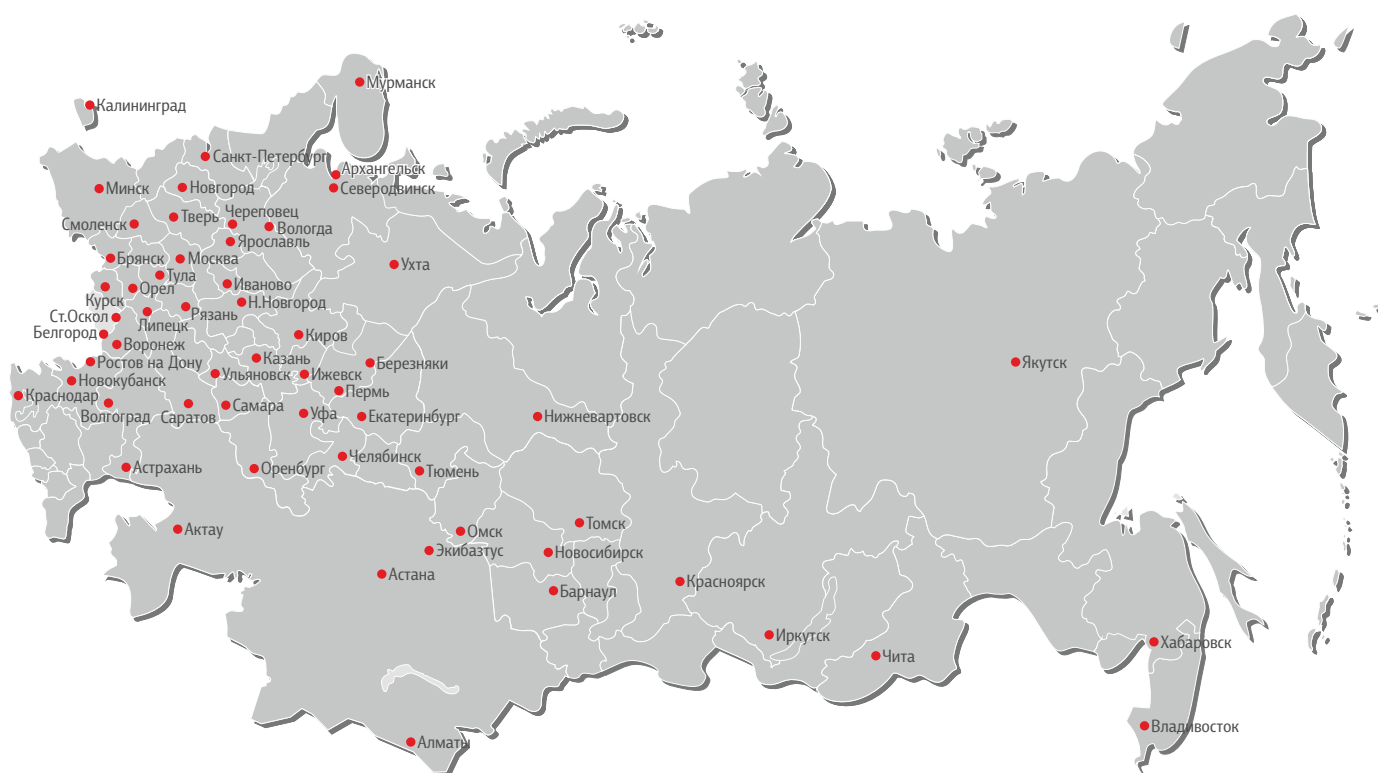 Мурманск
Калининград
Санкт-Петербург
Архангельск
Минск
Новгород
Северодвинск
Череповец
Тверь
Смоленск
Вологда
Ярославль
Брянск
Москва
Ухта
Тула
Иваново
Орел
Курск
Н.Новгород
Рязань
Ст.Оскол
Липецк
Белгород
Киров
Воронеж
Казань
Ростов на Дону
Березняки
Якутск
Ульяновск
Ижевск
Новокубанск
Пермь
Краснодар
Самара
Волгоград
Саратов
Уфа
Екатеринбург
Нижневартовск
Челябинск
Астрахань
Оренбург
Тюмень
Актау
Омск
Томск
Экибазтус
Новосибирск
Астана
Красноярск
Барнаул
Иркутск
Хабаровск
Чита
Владивосток
Алматы